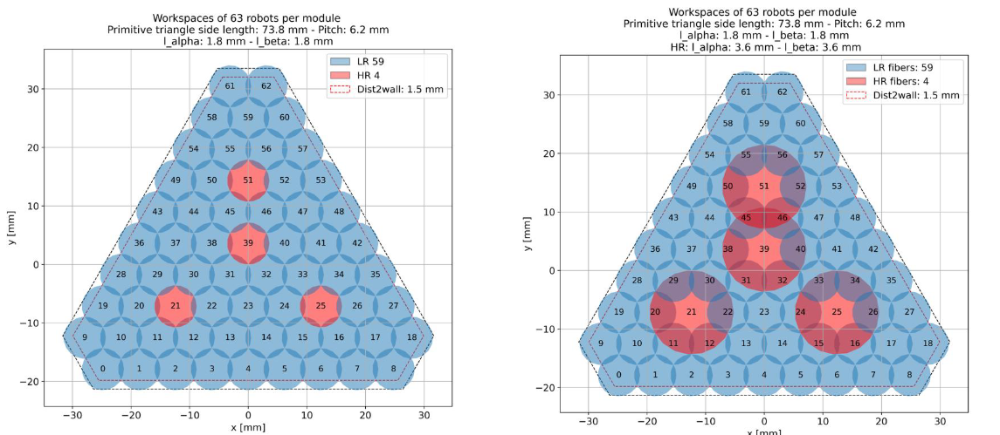 Workspaces of 63 robots per module
Primitive triangle side length: 73.8 mm - Pitch: 6.2 mm
l_alpha: 1.8 mm - l_beta: 1.8 mm
LR 59
HR 4
Dist2wall: 1.5 mm
61 62
30
58 59 60
54 55 56 57
20
49 50 51 52 53
10
43 44 45 46 47 48
36 37 38 39 40 41 42
0
28 29 30 31 32 33 34 35
19 20 21 22 23 24 25 26 27
−10
9 10 11 12 13 14 15 16 17 18
0 1 2 3 4 5 6 7 8
−20
y [mm]
−30 −20 −10 0 10 20 30
x [mm]
Workspaces of 63 robots per module
Primitive triangle side length: 73.8 mm - Pitch: 6.2 mm
l_alpha: 1.8 mm - l_beta: 1.8 mm
HR: l_alpha: 3.6 mm - l_beta: 3.6 mm
LR fibers: 59
HR fibers: 4
Dist2wall: 1.5 mm
61 62
30
58 59 60
54 55 56 57
20
49 50 51 52 53
10
43 44 45 46 47 48
36 37 38 39 40 41 42
0
28 29 30 31 32 33 34 35
19 20 21 22 23 24 25 26 27
−10
9 10 11 12 13 14 15 16 17 18
0 1 2 3 4 5 6 7 8
−20
y [mm]
−30 −20 −10 0 10 20 30
x [mm]